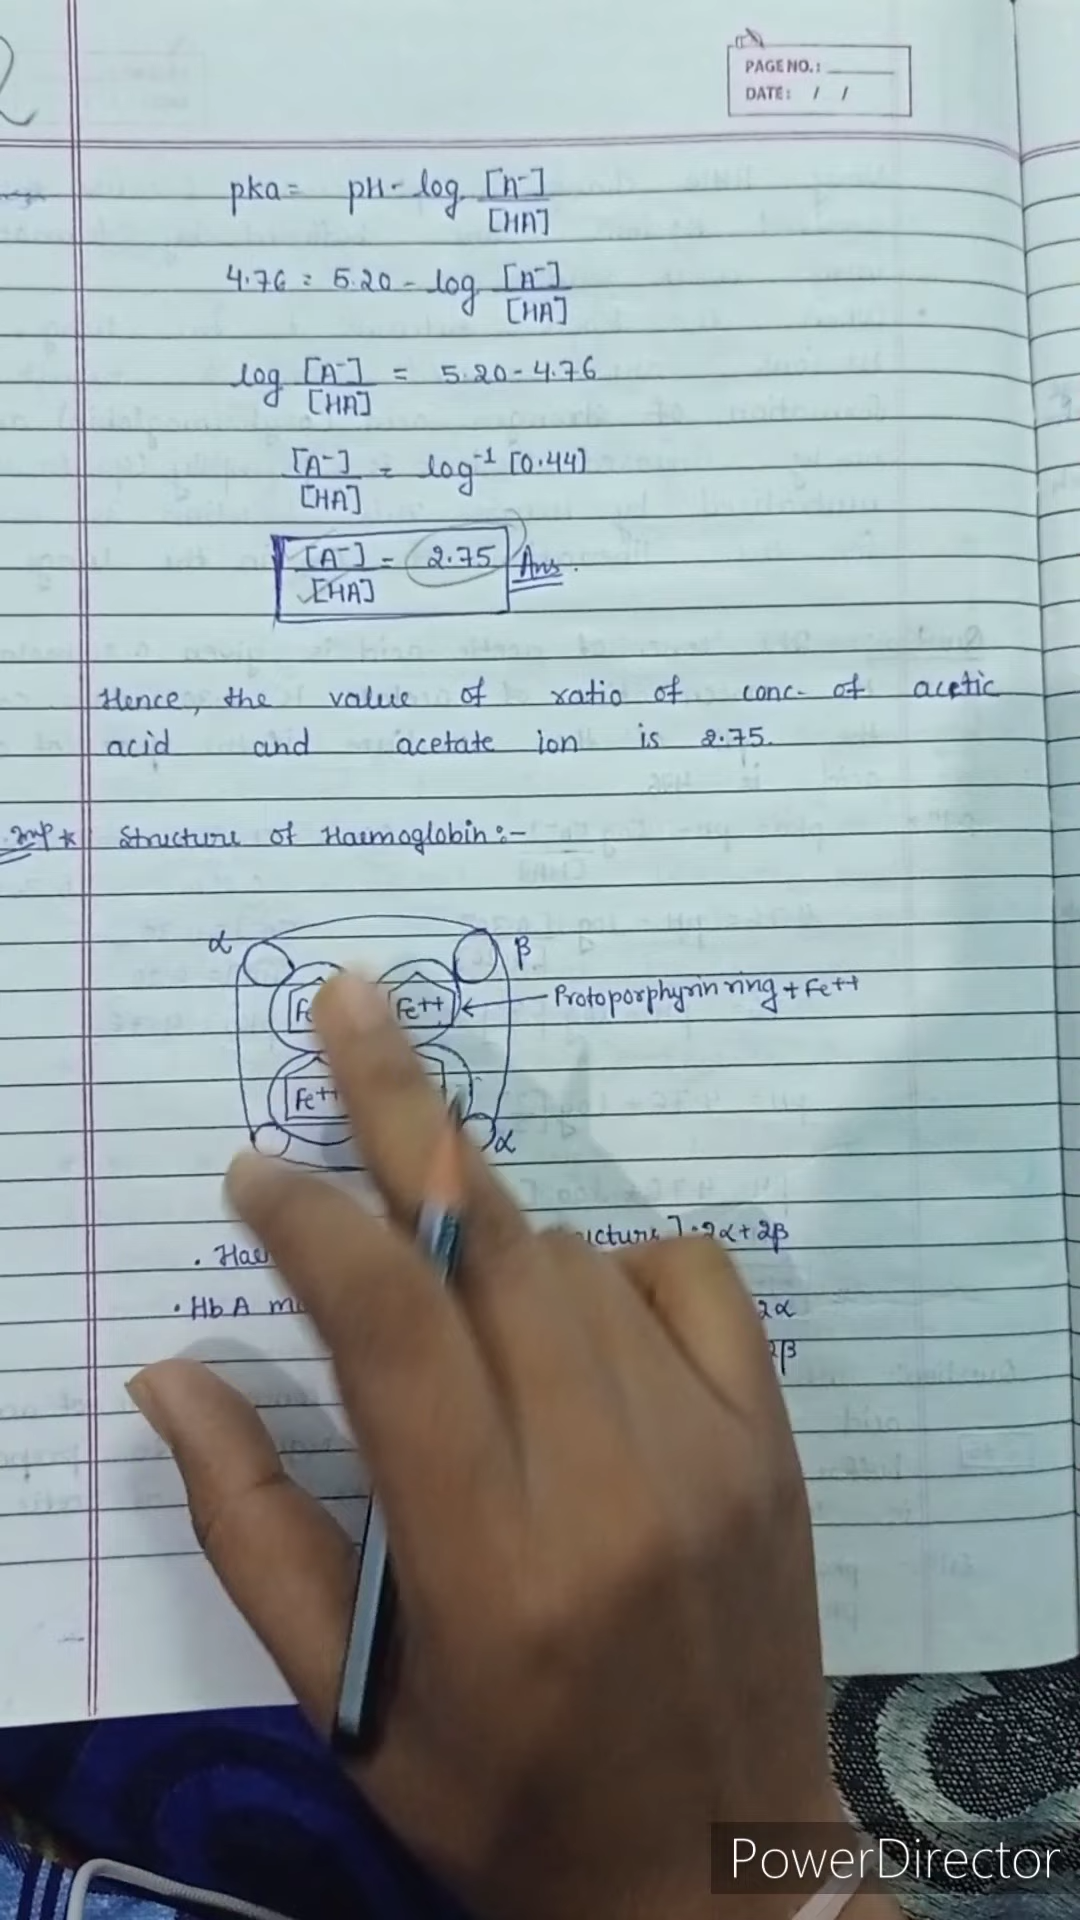 PAGE NO.:
DATE: / /
pka = pH - log [A⁻]
[HA]
4.76 = 5.20 - log [A⁻]
[HA]
log [A⁻] = 5.20 - 4.76
[HA]
[A⁻] = log⁻¹ [0.44]
[HA]
[A⁻] = 2.75 Ans.
[HA]
Hence, the value of ratio of conc. of acetic
acid and acetate ion is 2.75.
Imp * Structure of Haemoglobin:-
α β
Fe++ Protoporphyrin ring + Fe++
Fe++
α
2α + 2β
. HbA
2α
2β
PowerDirector